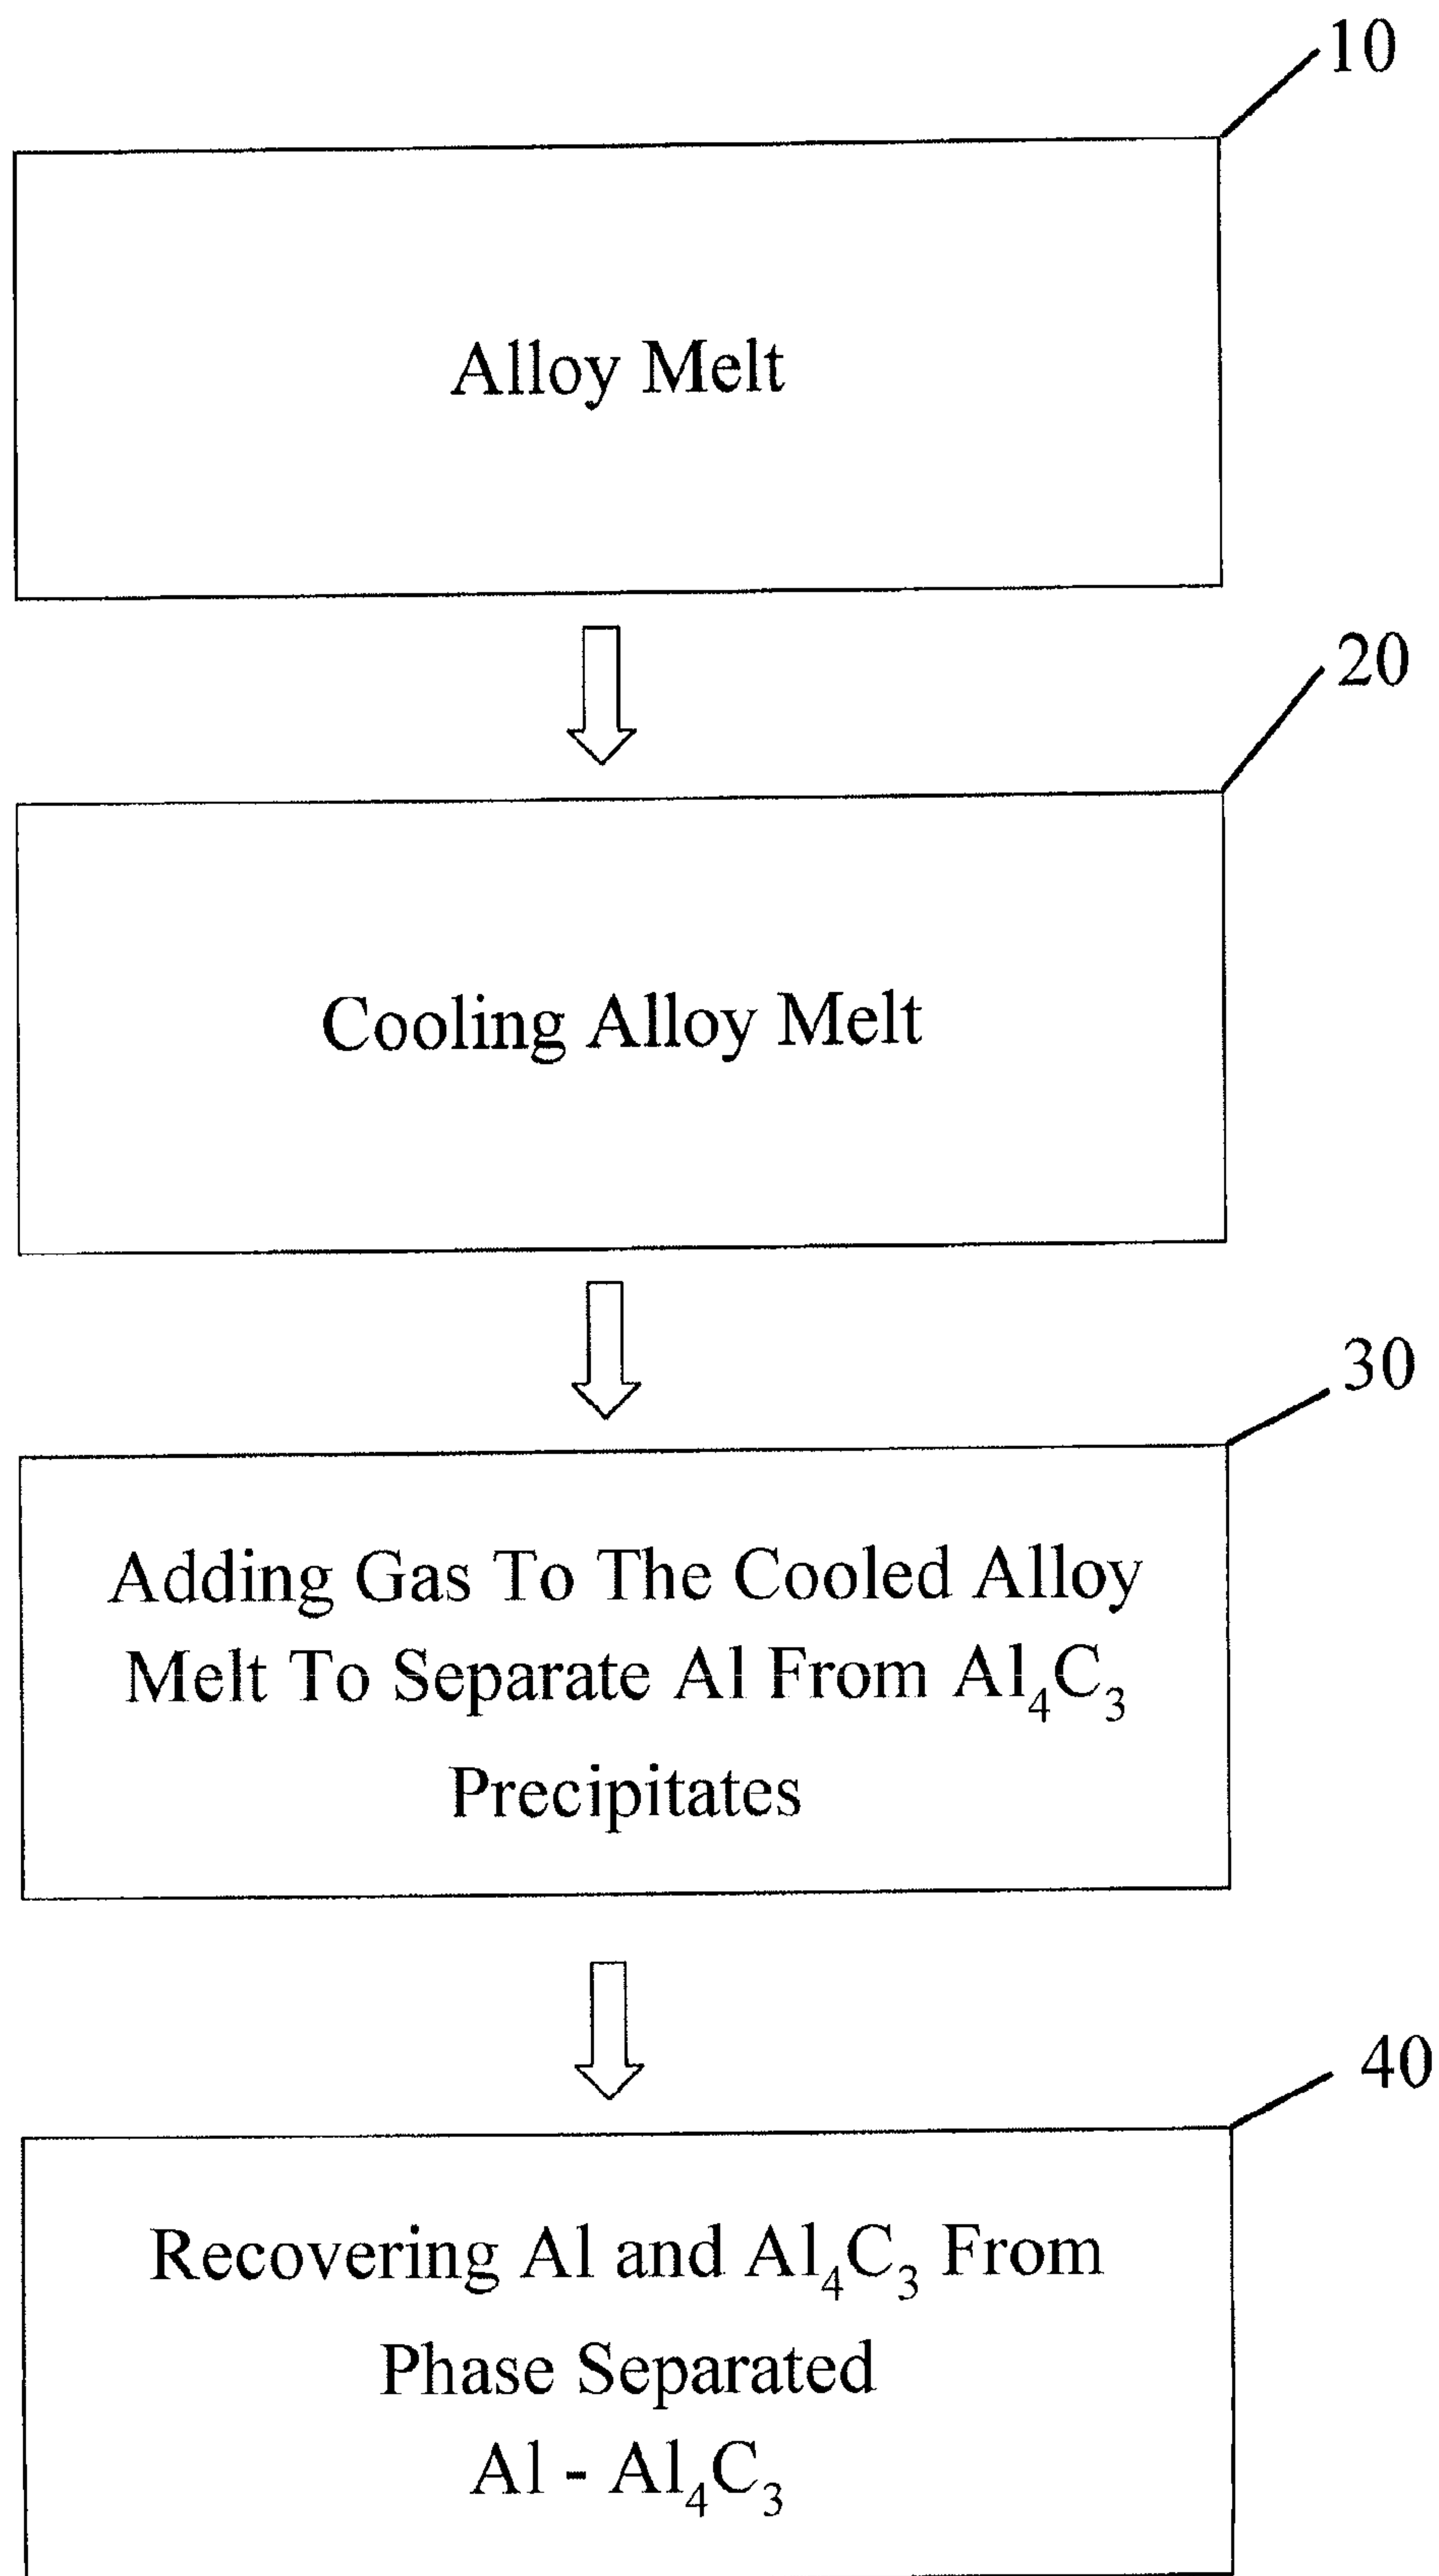 10
Alloy Melt
20
Cooling Alloy Melt
30
Adding Gas To The Cooled Alloy
Melt To Separate Al From Al₄C₃
Precipitates
40
Recovering Al and Al₄C₃ From
Phase Separated
Al - Al₄C₃